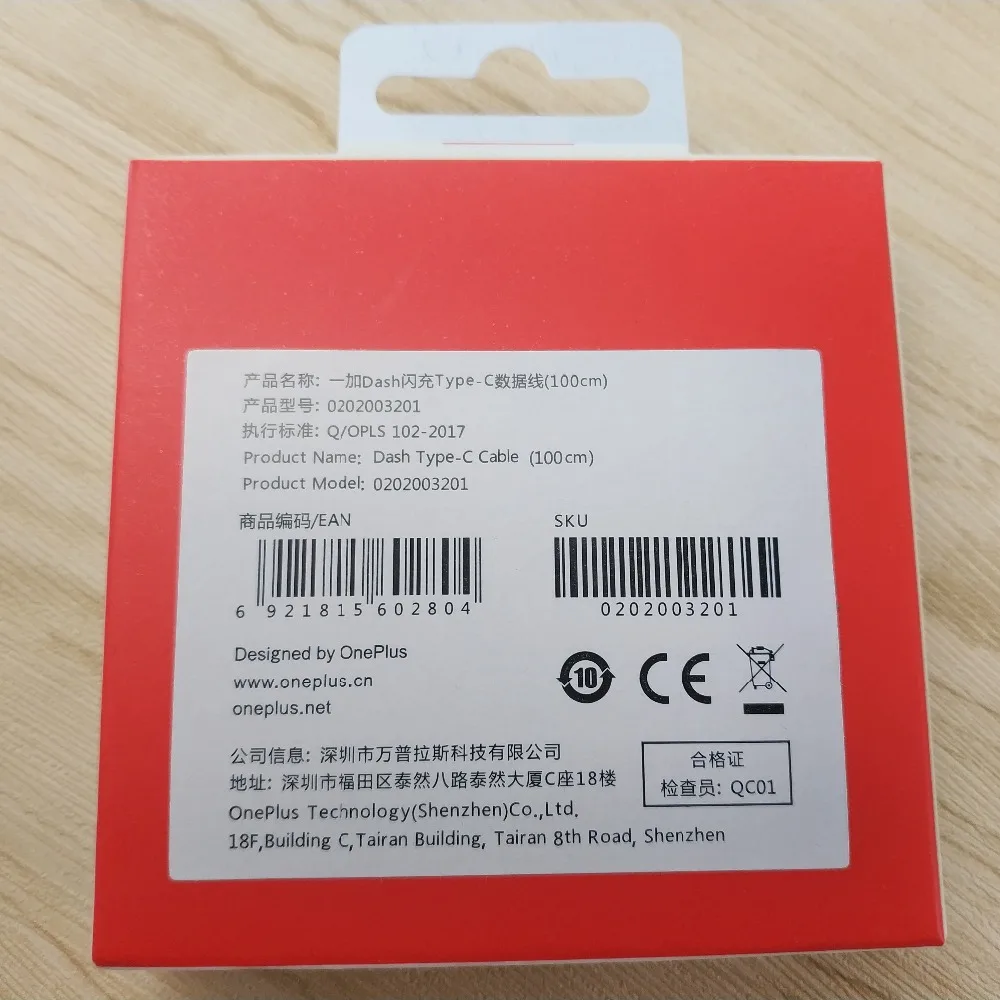 产品名称: 一加Dash闪充Type-C数据线(100cm)
产品型号: 0202003201
执行标准: Q/OPLS 102-2017
Product Name: Dash Type-C Cable (100cm)
Product Model: 0202003201
商品编码/EAN
6 921815 602804
SKU
0202003201
Designed by OnePlus
www.oneplus.cn
oneplus.net
10
CE
公司信息: 深圳市万普拉斯科技有限公司
地址: 深圳市福田区泰然八路泰然大厦C座18楼
OnePlus Technology(Shenzhen)Co.,Ltd.
18F,Building C,Tairan Building, Tairan 8th Road, Shenzhen
合格证
检查员: QC01